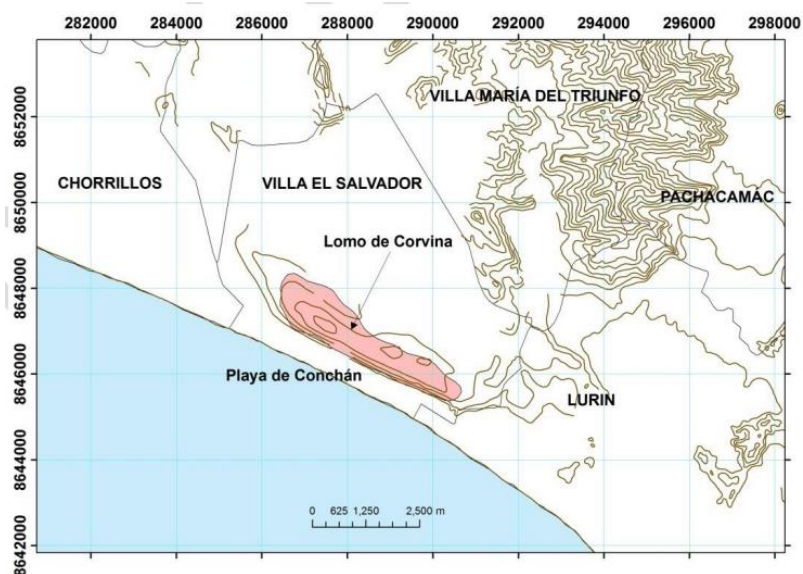 282000 284000 286000 288000 290000 292000 294000 296000 298000
8652000
VILLA MARÍA DEL TRIUNFO
CHORRILLOS
VILLA EL SALVADOR
8650000
PACHACAMÁC
Lomo de Corvina
8648000
Playa de Conchán
8646000
LURIN
8644000
0 625 1,250 2,500 m
8642000